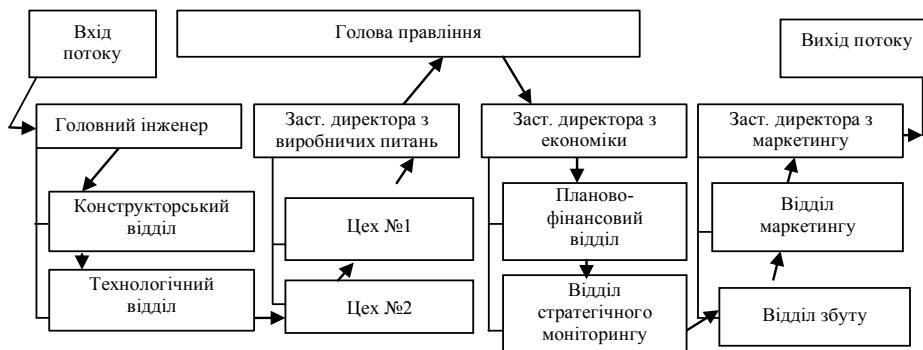 Вхід
потоку
Голова правління
Вихід потоку
Головний інженер
Заст. директора з
виробничих питань
Заст. директора з
економіки
Заст. директора з
маркетингу
Конструкторський
відділ
Цех №1
Планово-
фінансовий
відділ
Відділ
маркетингу
Технологічний
відділ
Цех №2
Відділ
стратегічного
моніторингу
Відділ збуту